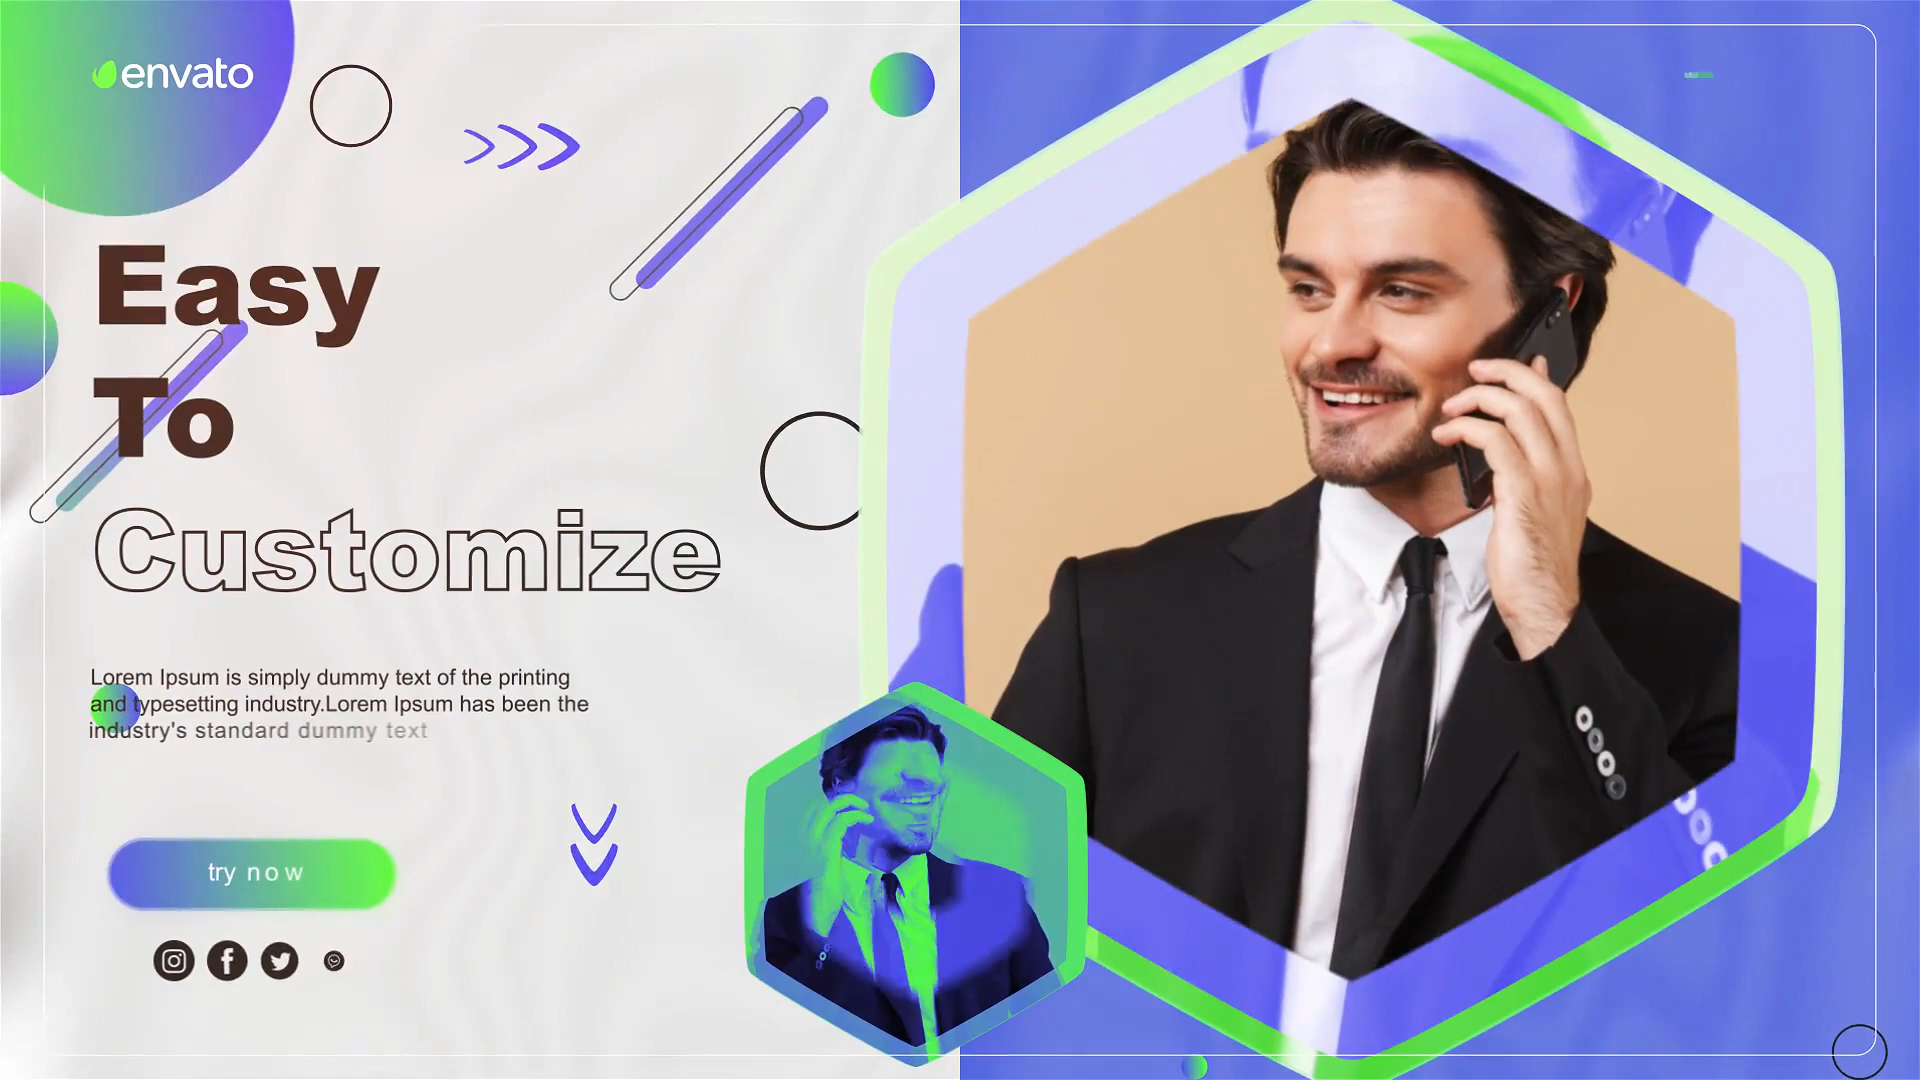 envato
Easy
To
Customize
Lorem Ipsum is simply dummy text of the printing
and typesetting industry.Lorem Ipsum has been the
industry's standard dummy text
try now